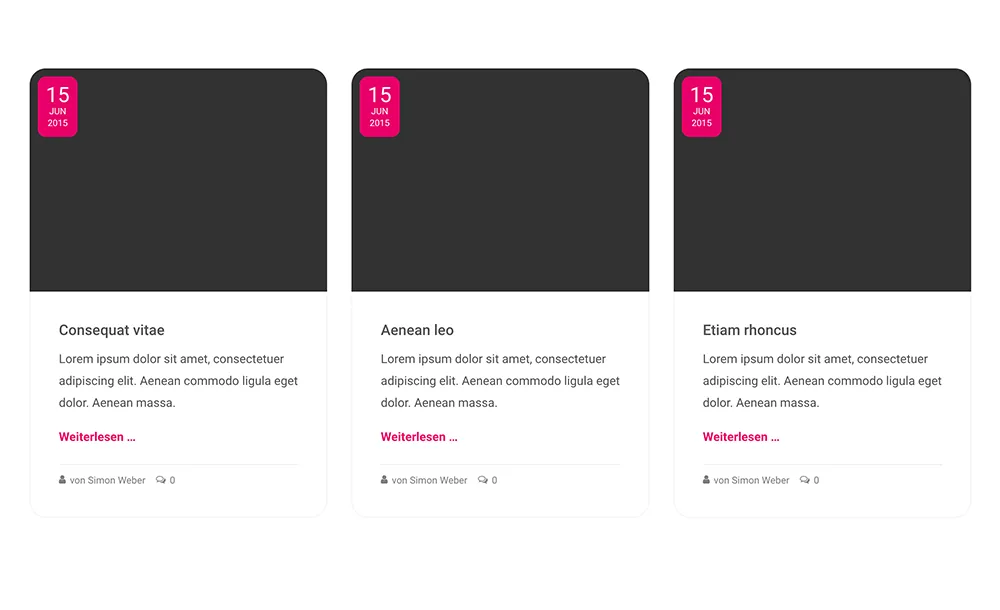 15
JUN
2015
Consequat vitae
Lorem ipsum dolor sit amet, consectetuer
adipiscing elit. Aenean commodo ligula eget
dolor. Aenean massa.
Weiterlesen ...
von Simon Weber 0
15
JUN
2015
Aenean leo
Lorem ipsum dolor sit amet, consectetuer
adipiscing elit. Aenean commodo ligula eget
dolor. Aenean massa.
Weiterlesen ...
von Simon Weber 0
15
JUN
2015
Etiam rhoncus
Lorem ipsum dolor sit amet, consectetuer
adipiscing elit. Aenean commodo ligula eget
dolor. Aenean massa.
Weiterlesen ...
von Simon Weber 0